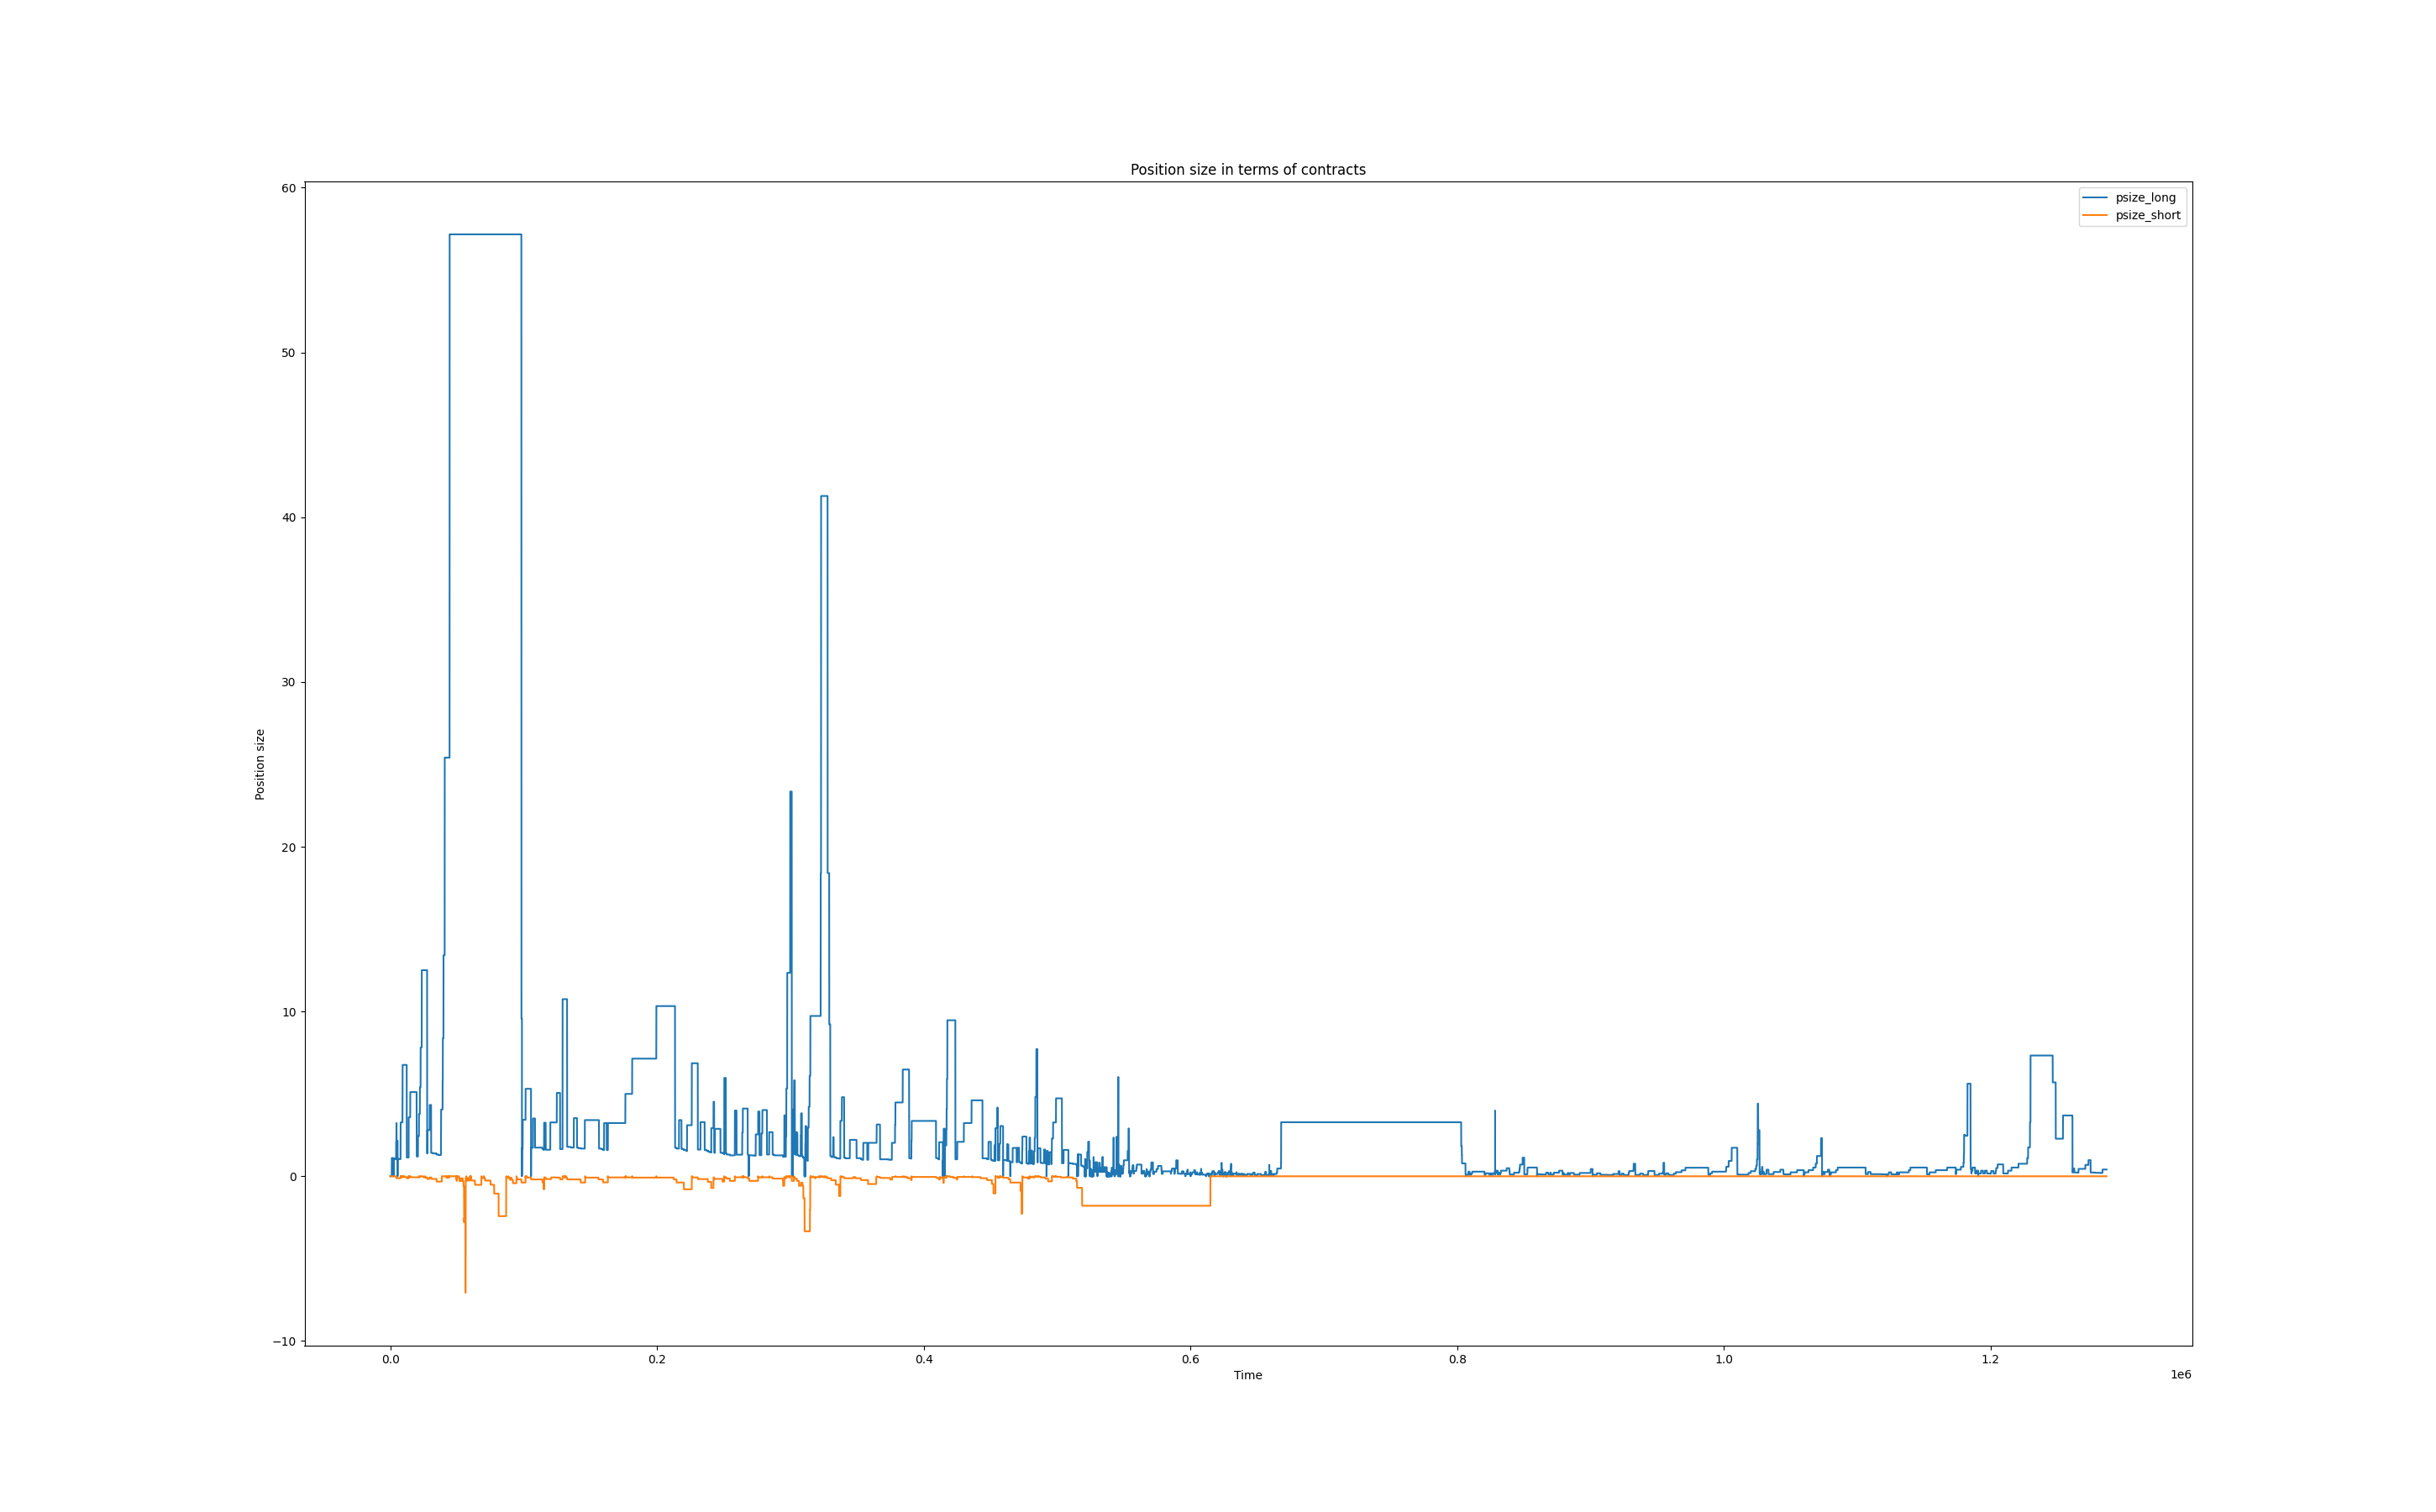 Position size in terms of contracts
psize_long
psize_short
Position size
60
50
40
30
20
10
0
−10
0.0 0.2 0.4 0.6 0.8 1.0 1.2
Time
1e6